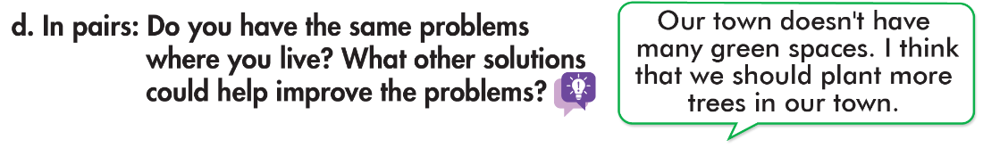 d. In pairs: Do you have the same problems
where you live? What other solutions
could help improve the problems?
Our town doesn't have
many green spaces. I think
that we should plant more
trees in our town.